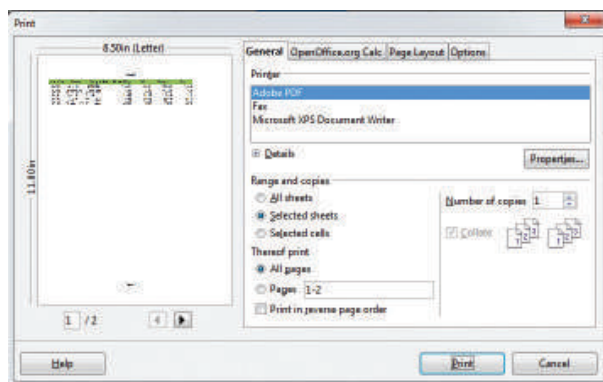 Print
8.50in (Letter)
11.00in
1 / 2
General OpenOffice.org Calc Page Layout Options
Printer
Adobe PDF
Fax
Microsoft XPS Document Writer
Details
Properties...
Range and copies
All sheets
Selected sheets
Selected cells
Thereof print
All pages
Pages 1-2
Print in reverse page order
Number of copies 1
Collate
Help
Print
Cancel